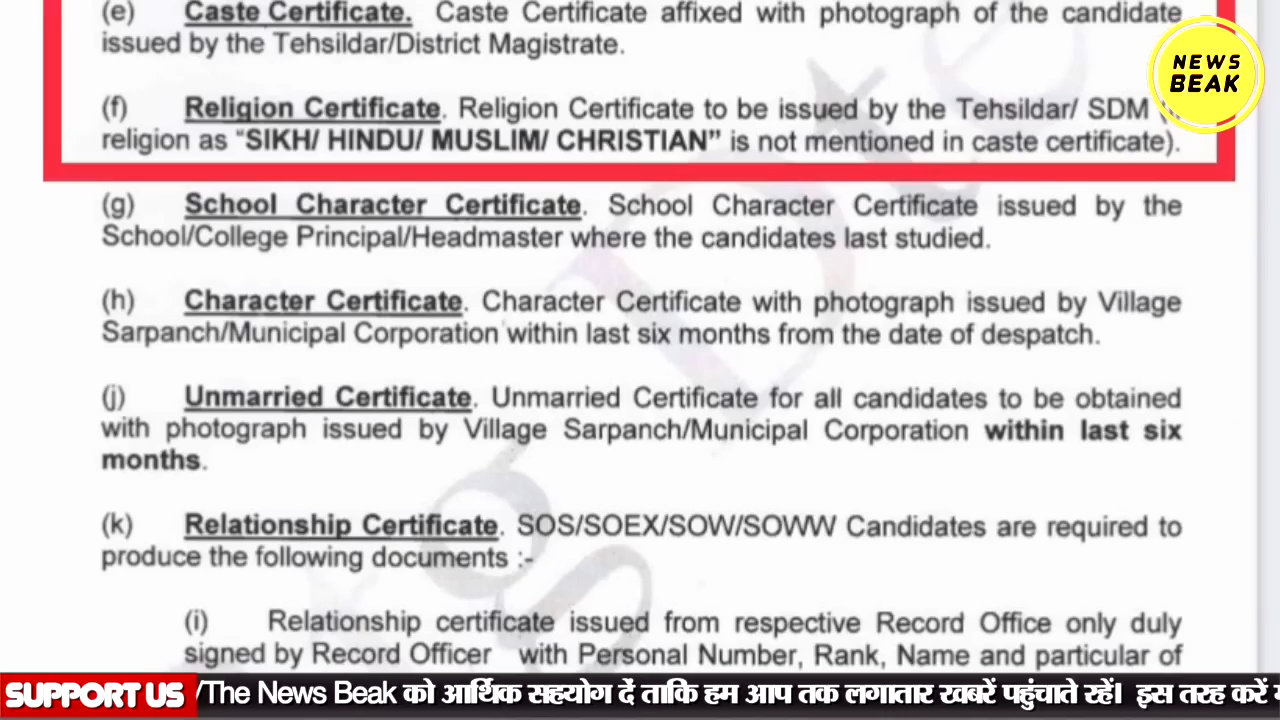 (e) Caste Certificate. Caste Certificate affixed with photograph of the candidate
issued by the Tehsildar/District Magistrate.
NEWS
BEAK
(f) Religion Certificate. Religion Certificate to be issued by the Tehsildar/ SDM
religion as “SIKH/ HINDU/ MUSLIM/ CHRISTIAN” is not mentioned in caste certificate).
(g) School Character Certificate. School Character Certificate issued by the
School/College Principal/Headmaster where the candidates last studied.
(h) Character Certificate. Character Certificate with photograph issued by Village
Sarpanch/Municipal Corporation within last six months from the date of despatch.
(j) Unmarried Certificate. Unmarried Certificate for all candidates to be obtained
with photograph issued by Village Sarpanch/Municipal Corporation within last six
months.
(k) Relationship Certificate. SOS/SOEX/SOW/SOWW Candidates are required to
produce the following documents :-
(i) Relationship certificate issued from respective Record Office only duly
signed by Record Officer with Personal Number, Rank, Name and particular of
SUPPORT US /The News Beak को आर्थिक सहयोग दें ताकि हम आप तक लगातार खबरें पहुंचाते रहें। इस तरह करें